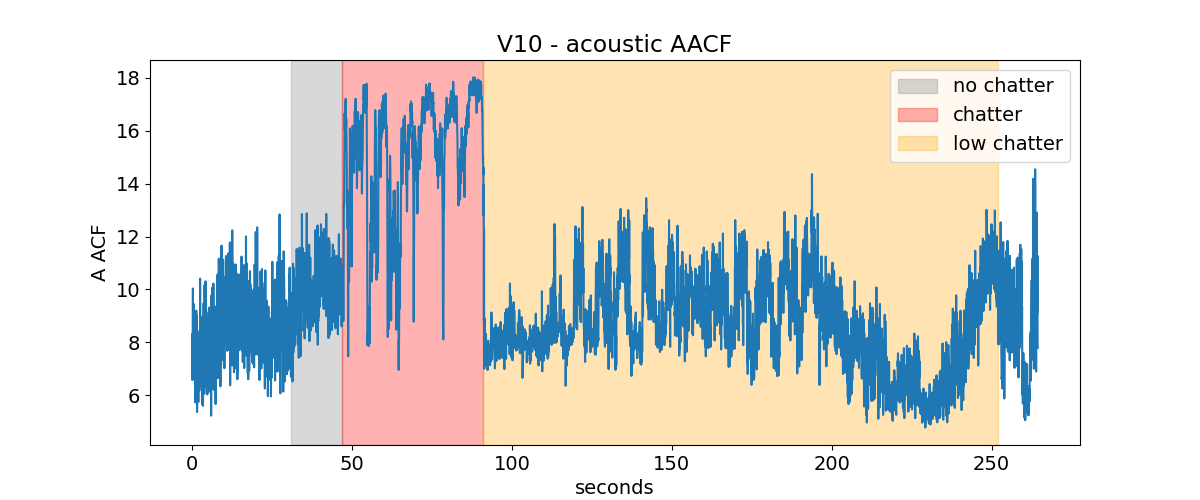 V10 - acoustic AACF
no chatter
chatter
low chatter
18
16
14
12
10
8
6
A ACF
0 50 100 150 200 250
seconds